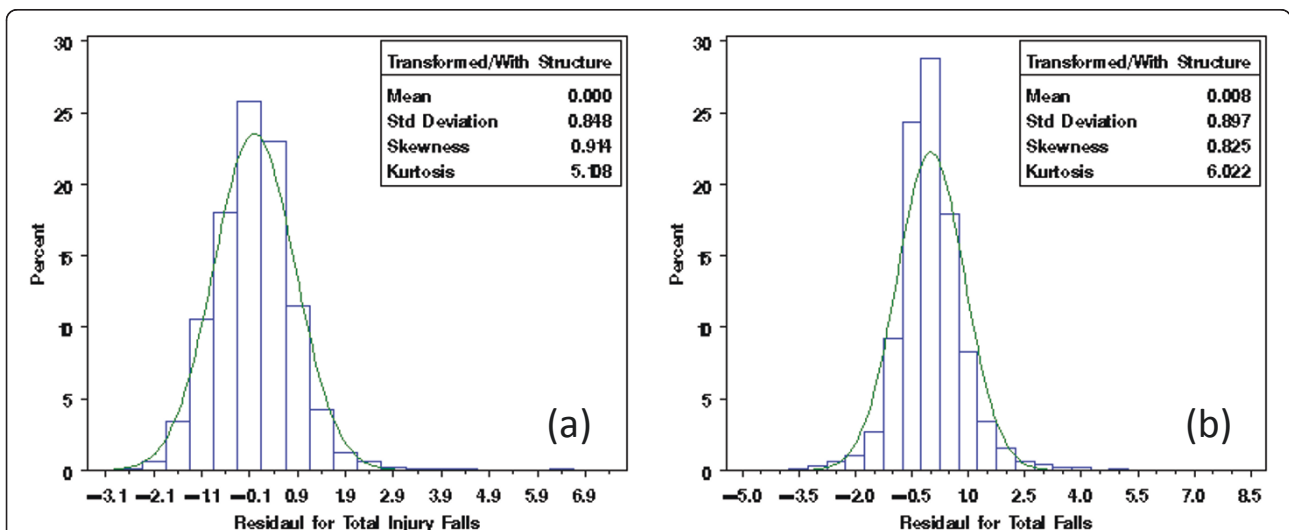 30
25
20
15
10
5
0
Percent
Transformed/With Structure
Mean 0.000
Std Deviation 0.848
Skewness 0.914
Kurtosis 5.108
(a)
−3.1 −2.1 −1.1 −0.1 0.9 1.9 2.9 3.9 4.9 5.9 6.9
Residaul for Total Injury Falls
30
25
20
15
10
5
0
Percent
Transformed/With Structure
Mean 0.008
Std Deviation 0.897
Skewness 0.825
Kurtosis 6.022
(b)
−5.0 −3.5 −2.0 −0.5 1.0 2.5 4.0 5.5 7.0 8.5
Residaul for Total Falls